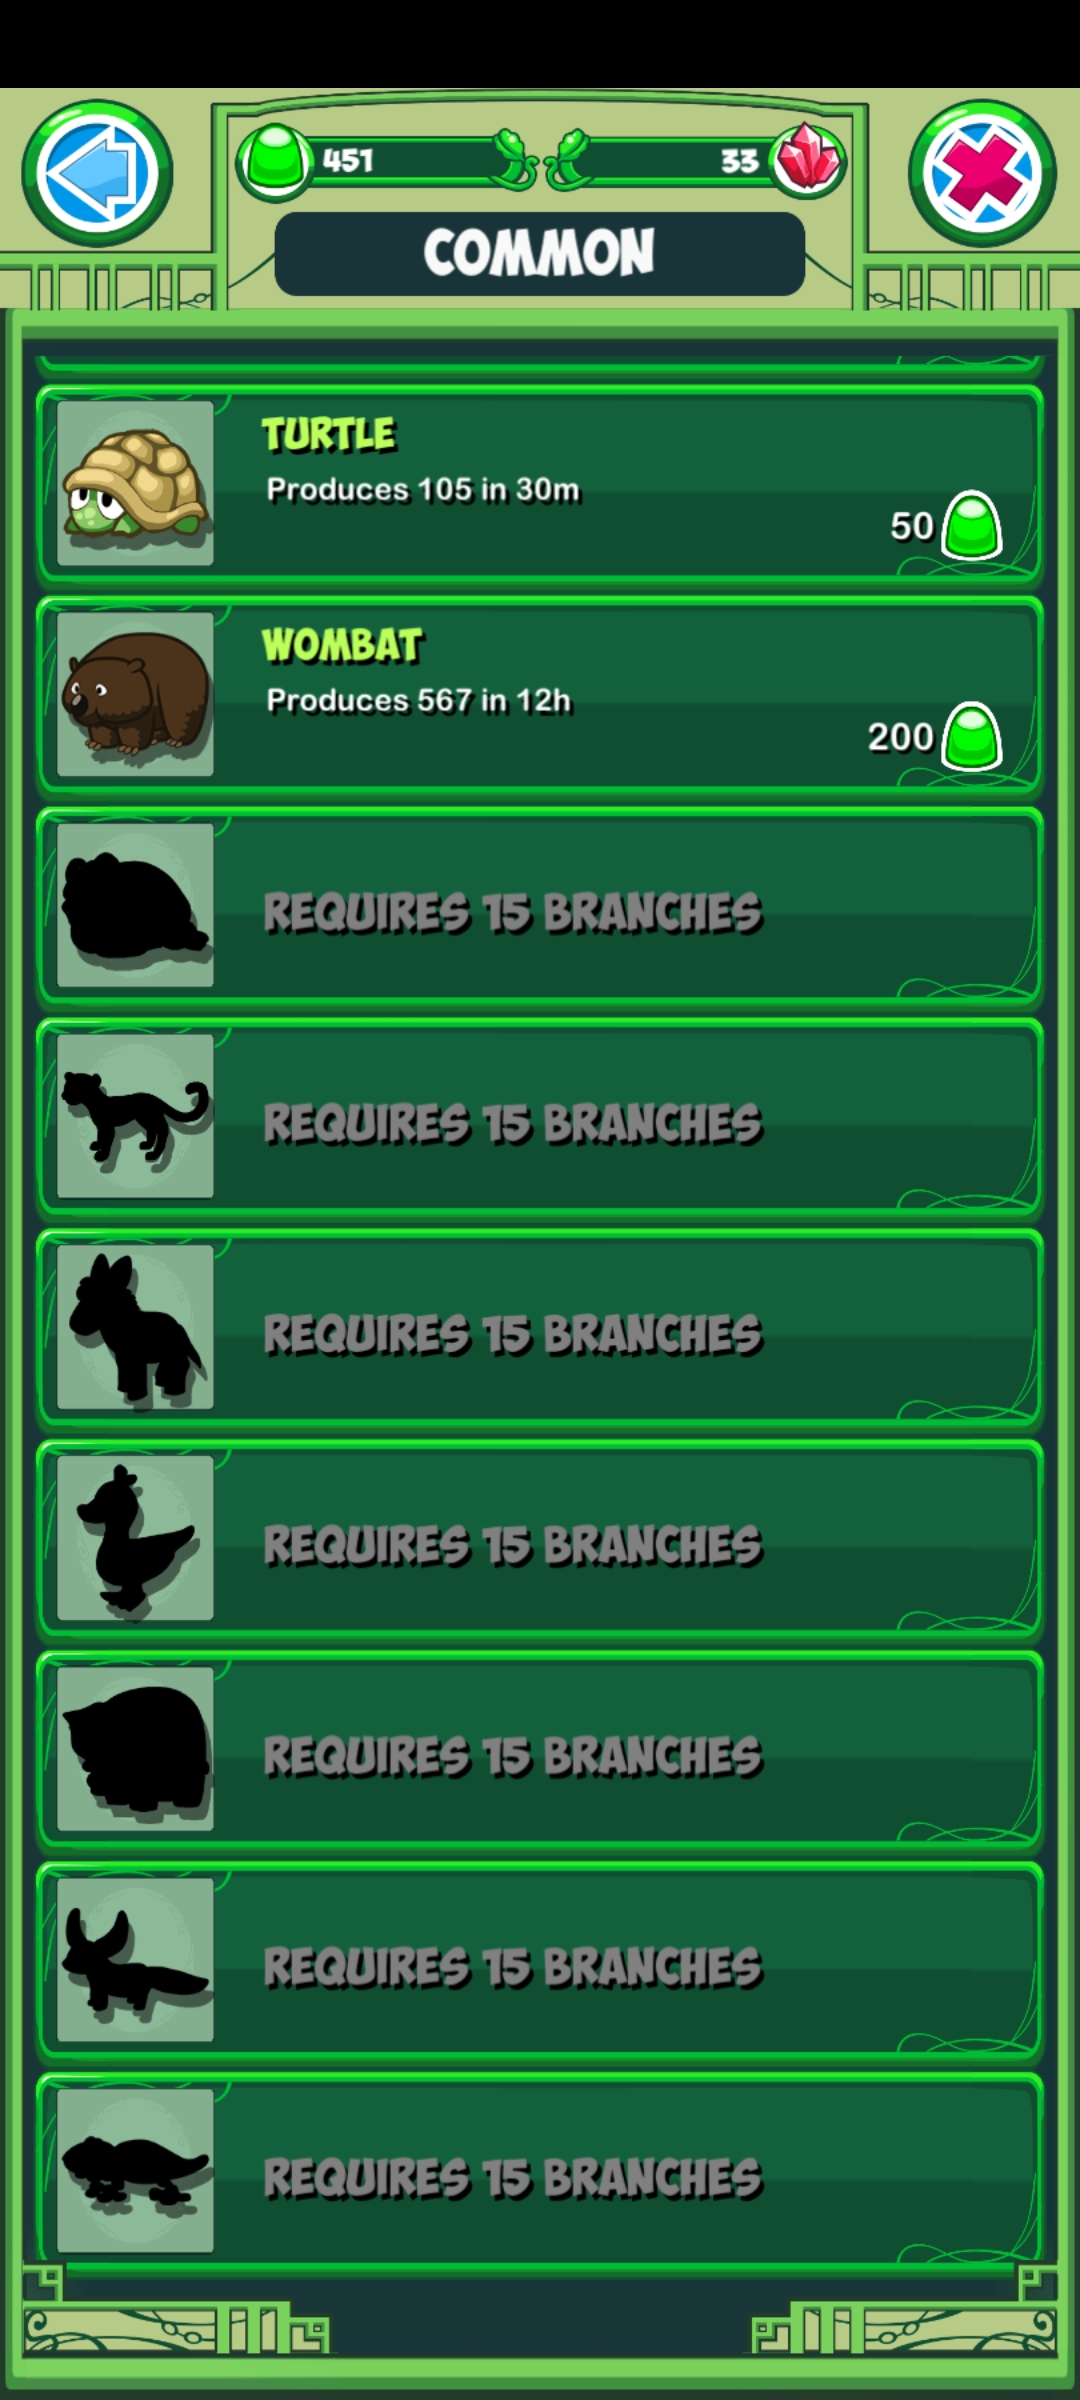 451
33
COMMON
TURTLE
Produces 105 in 30m
50
WOMBAT
Produces 567 in 12h
200
REQUIRES 15 BRANCHES
REQUIRES 15 BRANCHES
REQUIRES 15 BRANCHES
REQUIRES 15 BRANCHES
REQUIRES 15 BRANCHES
REQUIRES 15 BRANCHES
REQUIRES 15 BRANCHES